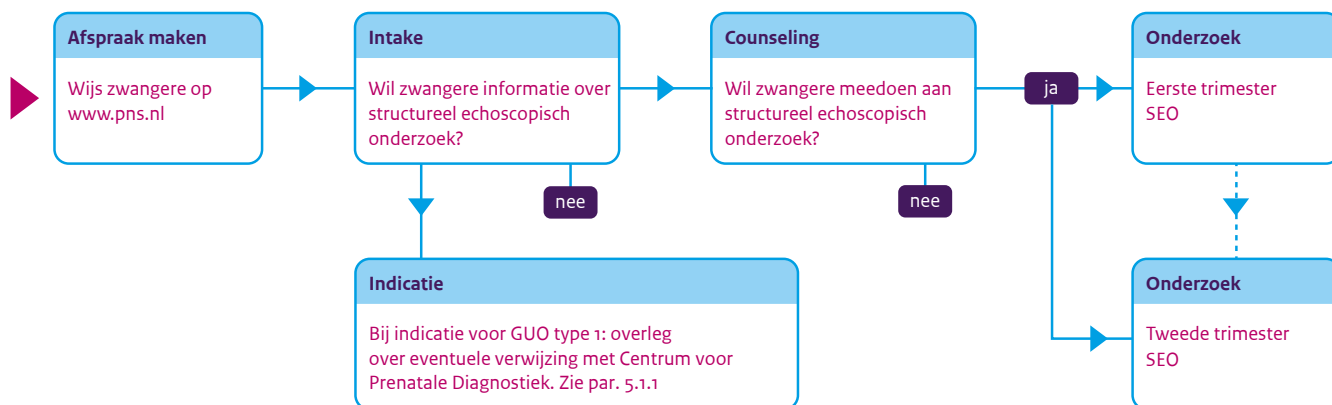 Afspraak maken
Wijs zwangere op
www.pns.nl
Intake
Wil zwangere informatie over
structureel echoscopisch
onderzoek?
nee
Counseling
Wil zwangere meedoen aan
structureel echoscopisch
onderzoek?
nee
ja
Onderzoek
Eerste trimester
SEO
Indicatie
Bij indicatie voor GUO type 1: overleg
over eventuele verwijzing met Centrum voor
Prenatale Diagnostiek. Zie par. 5.1.1
Onderzoek
Tweede trimester
SEO